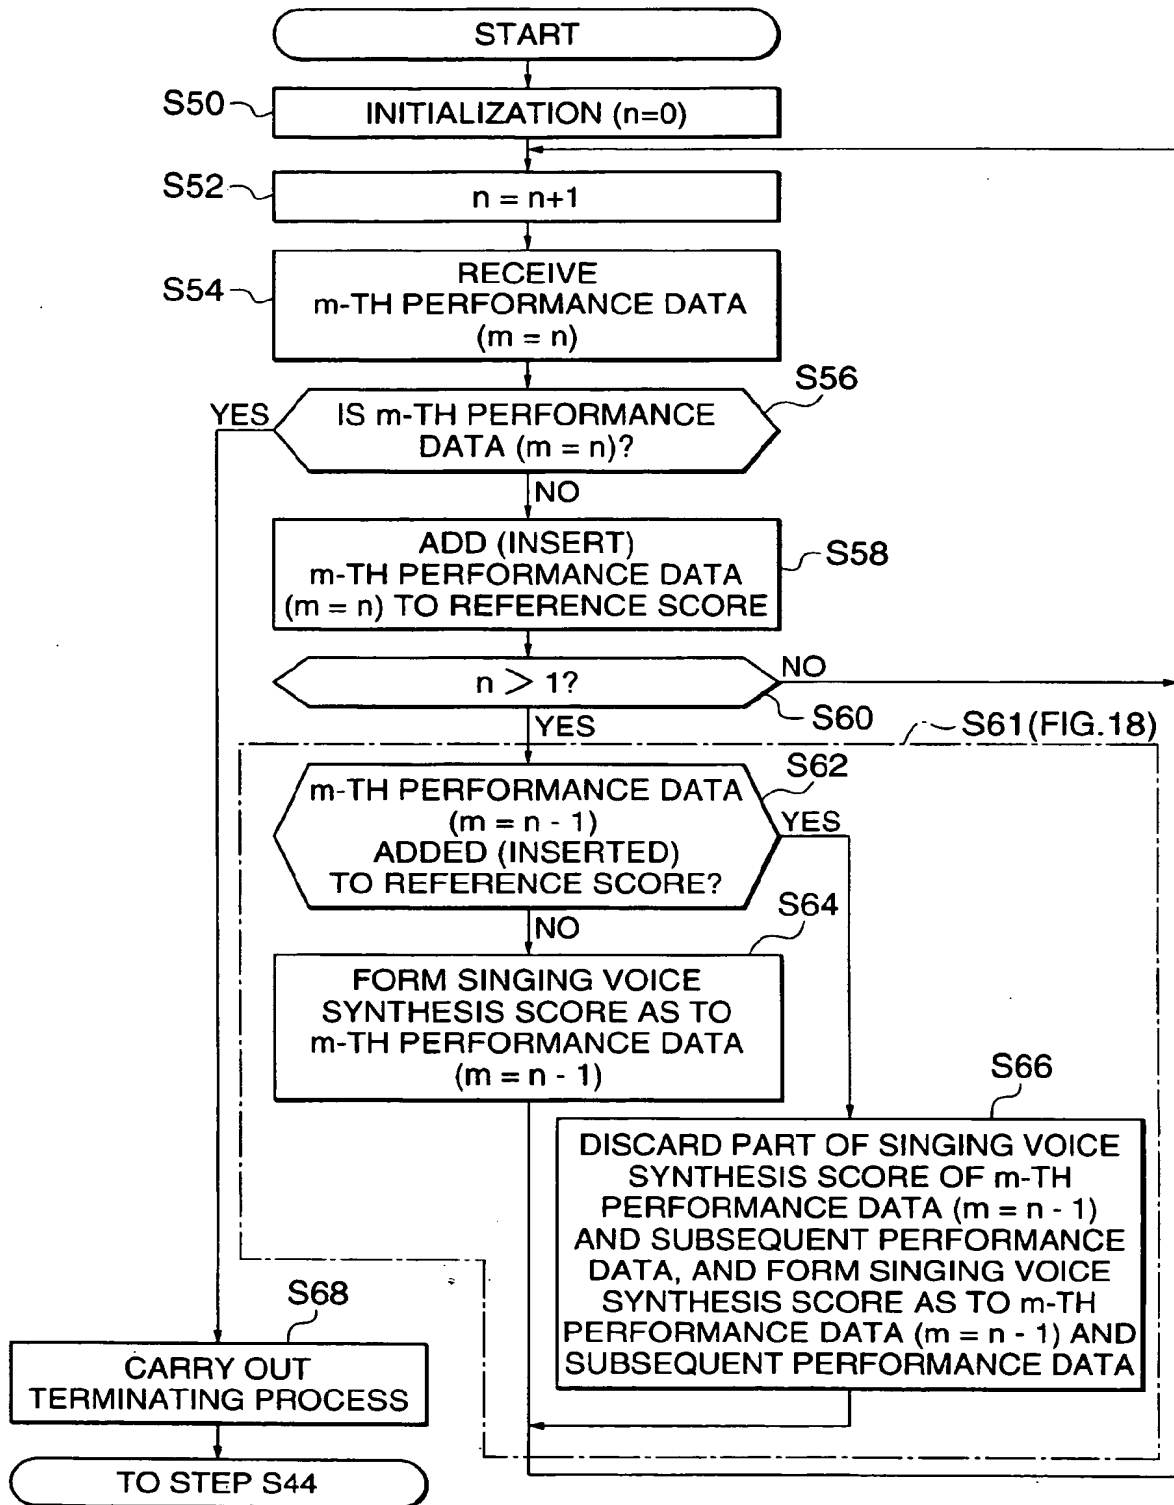 START
S50
INITIALIZATION (n=0)
S52
n = n+1
S54
RECEIVE
m-TH PERFORMANCE DATA
(m = n)
S56
YES
IS m-TH PERFORMANCE
DATA (m = n)?
NO
ADD (INSERT)
m-TH PERFORMANCE DATA
(m = n) TO REFERENCE SCORE
S58
n > 1?
NO
S60
YES
S61(FIG.18)
S62
m-TH PERFORMANCE DATA
(m = n - 1)
ADDED (INSERTED)
TO REFERENCE SCORE?
YES
NO
S64
FORM SINGING VOICE
SYNTHESIS SCORE AS TO
m-TH PERFORMANCE DATA
(m = n - 1)
S66
DISCARD PART OF SINGING VOICE
SYNTHESIS SCORE OF m-TH
PERFORMANCE DATA (m = n - 1)
AND SUBSEQUENT PERFORMANCE
DATA, AND FORM SINGING VOICE
SYNTHESIS SCORE AS TO m-TH
PERFORMANCE DATA (m = n - 1) AND
SUBSEQUENT PERFORMANCE DATA
S68
CARRY OUT
TERMINATING PROCESS
TO STEP S44